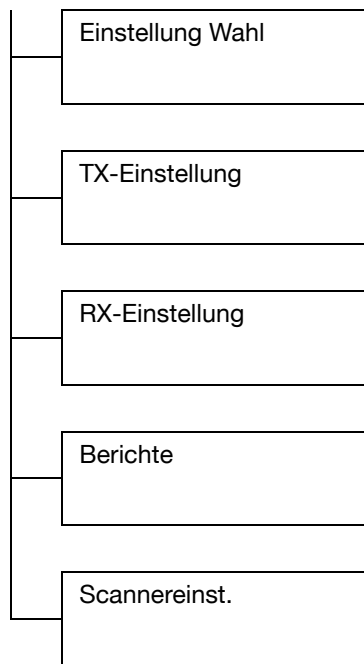 Einstellung Wahl
TX-Einstellung
RX-Einstellung
Berichte
Scannereinst.